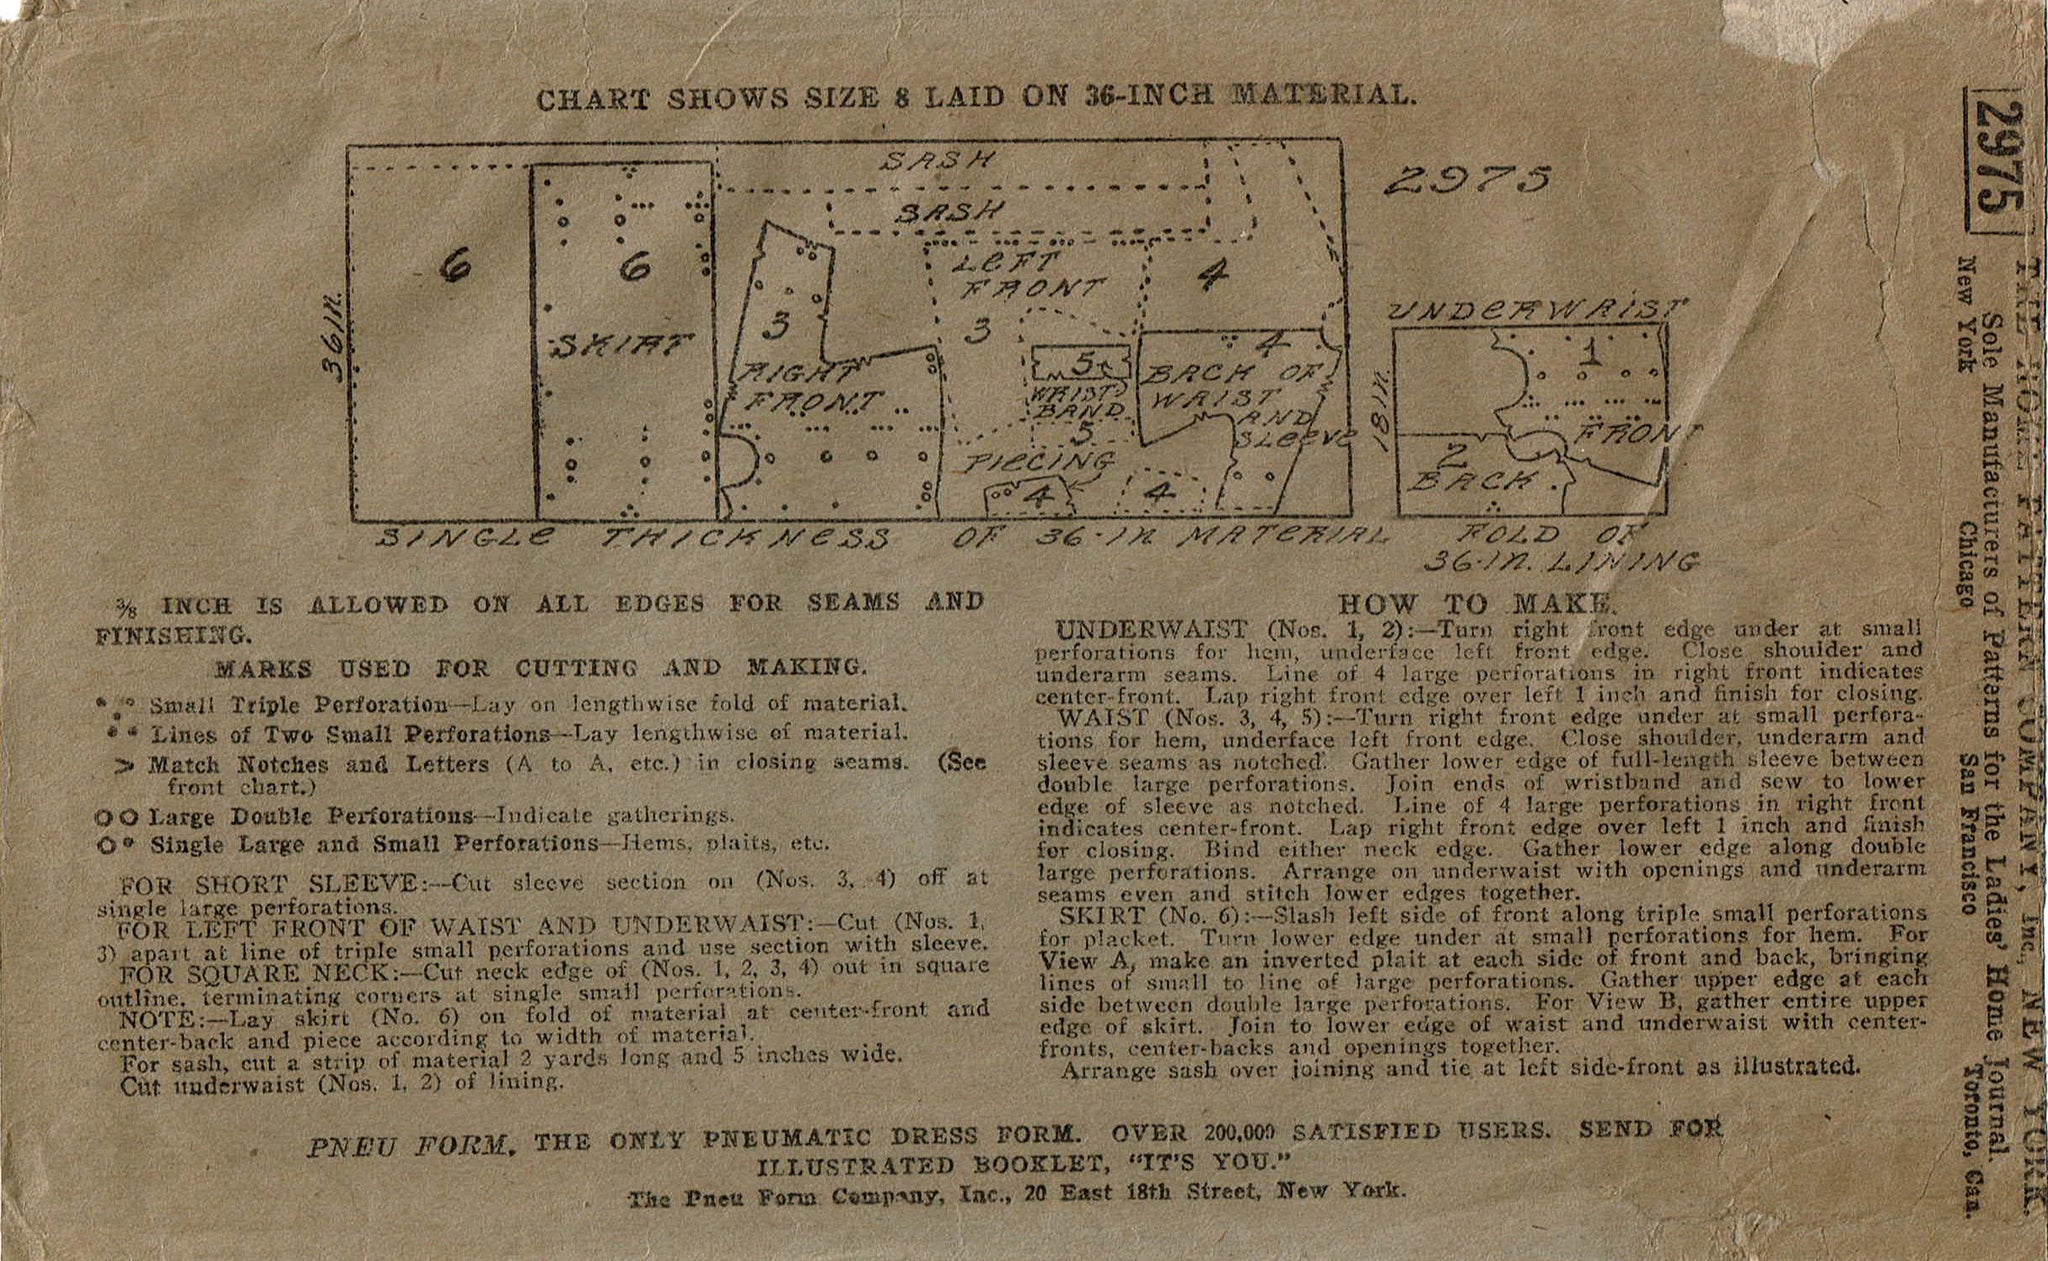 CHART SHOWS SIZE 8 LAID ON 36-INCH MATERIAL.
2975
SASH
SASH
LEFT
FRONT
6
6
3
3
4
36 IN.
SKIRT
RIGHT
FRONT
5
WRIST
BAND
5
4
BACK OF
WAIST
AND
SLEEVE
PIECING
4
4
UNDERWAIST
1
18 IN.
FRONT
2
BACK
SINGLE THICKNESS OF 36-IN MATERIAL
FOLD OF
36-IN. LINING
3/8 INCH IS ALLOWED ON ALL EDGES FOR SEAMS AND
FINISHING.
MARKS USED FOR CUTTING AND MAKING.
Small Triple Perforation—Lay on lengthwise fold of material.
Lines of Two Small Perforations—Lay lengthwise of material.
> Match Notches and Letters (A to A, etc.) in closing seams. (See
front chart.)
Large Double Perforations—Indicate gatherings.
Single Large and Small Perforations—Hems, plaits, etc.
FOR SHORT SLEEVE:—Cut sleeve section on (Nos. 3, 4) off at
single large perforations.
FOR LEFT FRONT OF WAIST AND UNDERWAIST:—Cut (Nos. 1,
3) apart at line of triple small perforations and use section with sleeve.
FOR SQUARE NECK:—Cut neck edge of (Nos. 1, 2, 3, 4) out in square
outline, terminating corners at single small perforations.
NOTE:—Lay skirt (No. 6) on fold of material at center-front and
center-back and piece according to width of material.
For sash, cut a strip of material 2 yards long and 5 inches wide.
Cut underwaist (Nos. 1, 2) of lining.
HOW TO MAKE.
UNDERWAIST (Nos. 1, 2):—Turn right front edge under at small
perforations for hem, underface left front edge. Close shoulder and
underarm seams. Line of 4 large perforations in right front indicates
center-front. Lap right front edge over left 1 inch and finish for closing.
WAIST (Nos. 3, 4, 5):—Turn right front edge under at small perfora-
tions for hem, underface left front edge. Close shoulder, underarm and
sleeve seams as notched. Gather lower edge of full-length sleeve between
double large perforations. Join ends of wristband and sew to lower
edge of sleeve as notched. Line of 4 large perforations in right front
indicates center-front. Lap right front edge over left 1 inch and finish
for closing. Bind either neck edge. Gather lower edge along double
large perforations. Arrange on underwaist with openings and underarm
seams even and stitch lower edges together.
SKIRT (No. 6):—Slash left side of front along triple small perforations
for placket. Turn lower edge under at small perforations for hem. For
View A, make an inverted plait at each side of front and back, bringing
lines of small to line of large perforations. Gather upper edge at each
side between double large perforations. For View B, gather entire upper
edge of skirt. Join to lower edge of waist and underwaist with center-
fronts, center-backs and openings together.
Arrange sash over joining and tie at left side-front as illustrated.
PNEU FORM, THE ONLY PNEUMATIC DRESS FORM. OVER 200,000 SATISFIED USERS. SEND FOR
ILLUSTRATED BOOKLET, "IT'S YOU."
The Pneu Form Company, Inc., 20 East 18th Street, New York.
2975
THE HOME PATTERN COMPANY, Inc., NEW YORK.
Sole Manufacturers of Patterns for the Ladies' Home Journal.
New York Chicago San Francisco Toronto, Can.